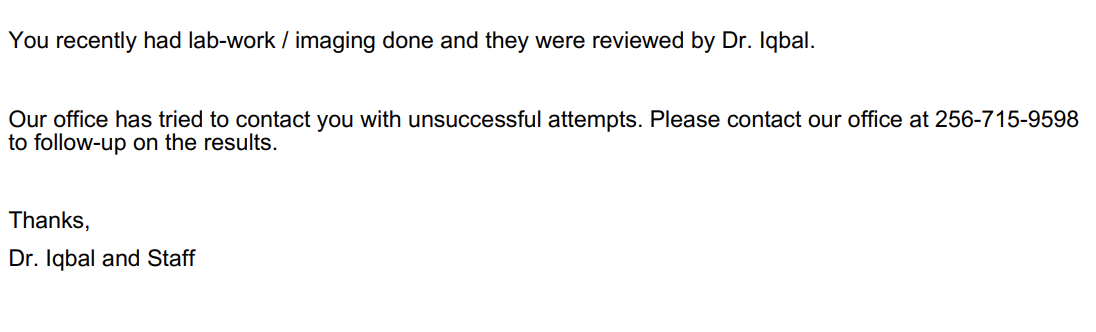 You recently had lab-work / imaging done and they were reviewed by Dr. Iqbal.
Our office has tried to contact you with unsuccessful attempts. Please contact our office at 256-715-9598
to follow-up on the results.
Thanks,
Dr. Iqbal and Staff